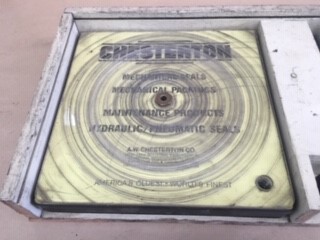 CHESTERTON
MECHANICAL SEALS
MECHANICAL PACKINGS
MAINTENANCE PRODUCTS
HYDRAULIC/PNEUMATIC SEALS
A.W. CHESTERTON CO.
AMERICA'S OLDEST-WORLD'S FINEST